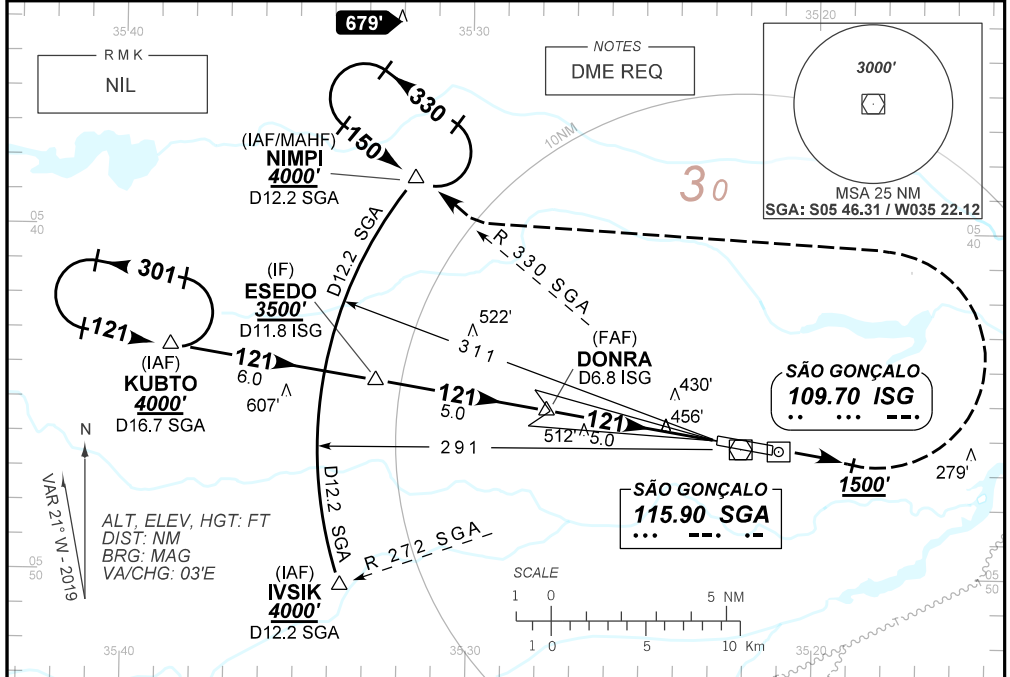 679'
35 40
35 30
35 20
RMK
NIL
NOTES
DME REQ
3000'
MSA 25 NM
SGA: S05 46.31 / W035 22.12
10NM
330
150
(IAF/MAHF)
NIMPI
4000'
D12.2 SGA
30
05
40
05
40
R 330 SGA
D12.2 SGA
301
121
(IAF)
KUBTO
4000'
D16.7 SGA
(IF)
ESEDO
3500'
D11.8 ISG
522'
311
(FAF)
DONRA
D6.8 ISG
121
6.0
607'
121
5.0
121
5.0
512'
430'
456'
SÃO GONÇALO
109.70 ISG
.. ... --.
291
279'
1500'
SÃO GONÇALO
115.90 SGA
... --. .-
N
VAR 21° W - 2019
ALT, ELEV, HGT: FT
DIST: NM
BRG: MAG
VA/CHG: 03'E
D12.2 SGA
R 272 SGA
(IAF)
IVSIK
4000'
D12.2 SGA
05
50
05
50
SCALE
1 0 5 NM
1 0 5 10 Km
T
T
35 40
35 30
35 20